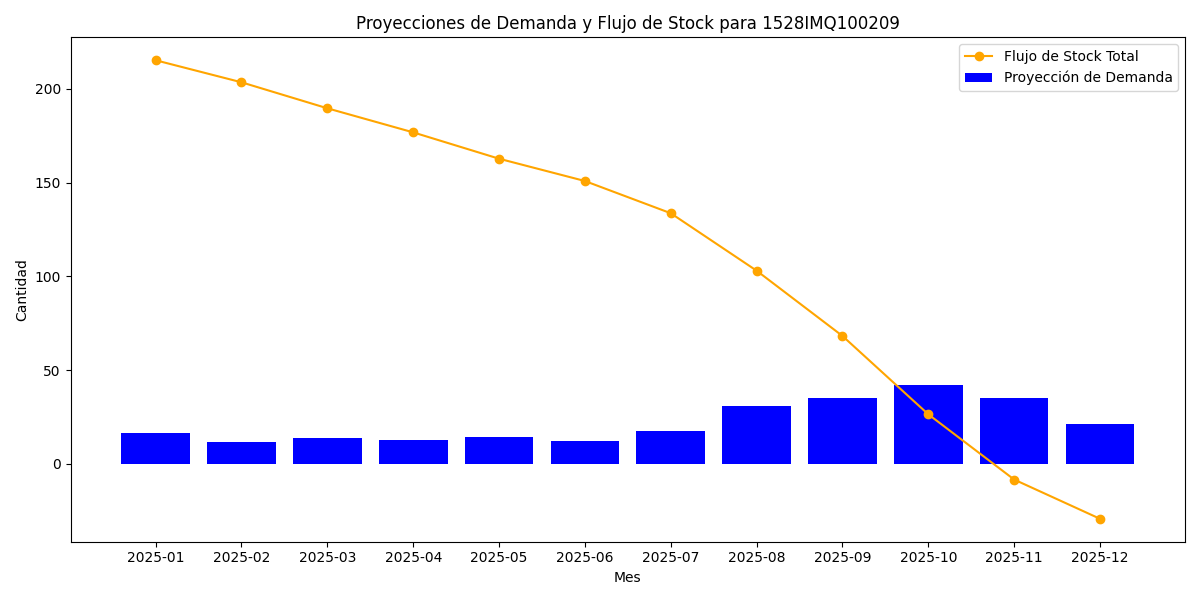 Proyecciones de Demanda y Flujo de Stock para 1528IMQ100209
Flujo de Stock Total
Proyección de Demanda
Cantidad
200
150
100
50
0
2025-01 2025-02 2025-03 2025-04 2025-05 2025-06 2025-07 2025-08 2025-09 2025-10 2025-11 2025-12
Mes